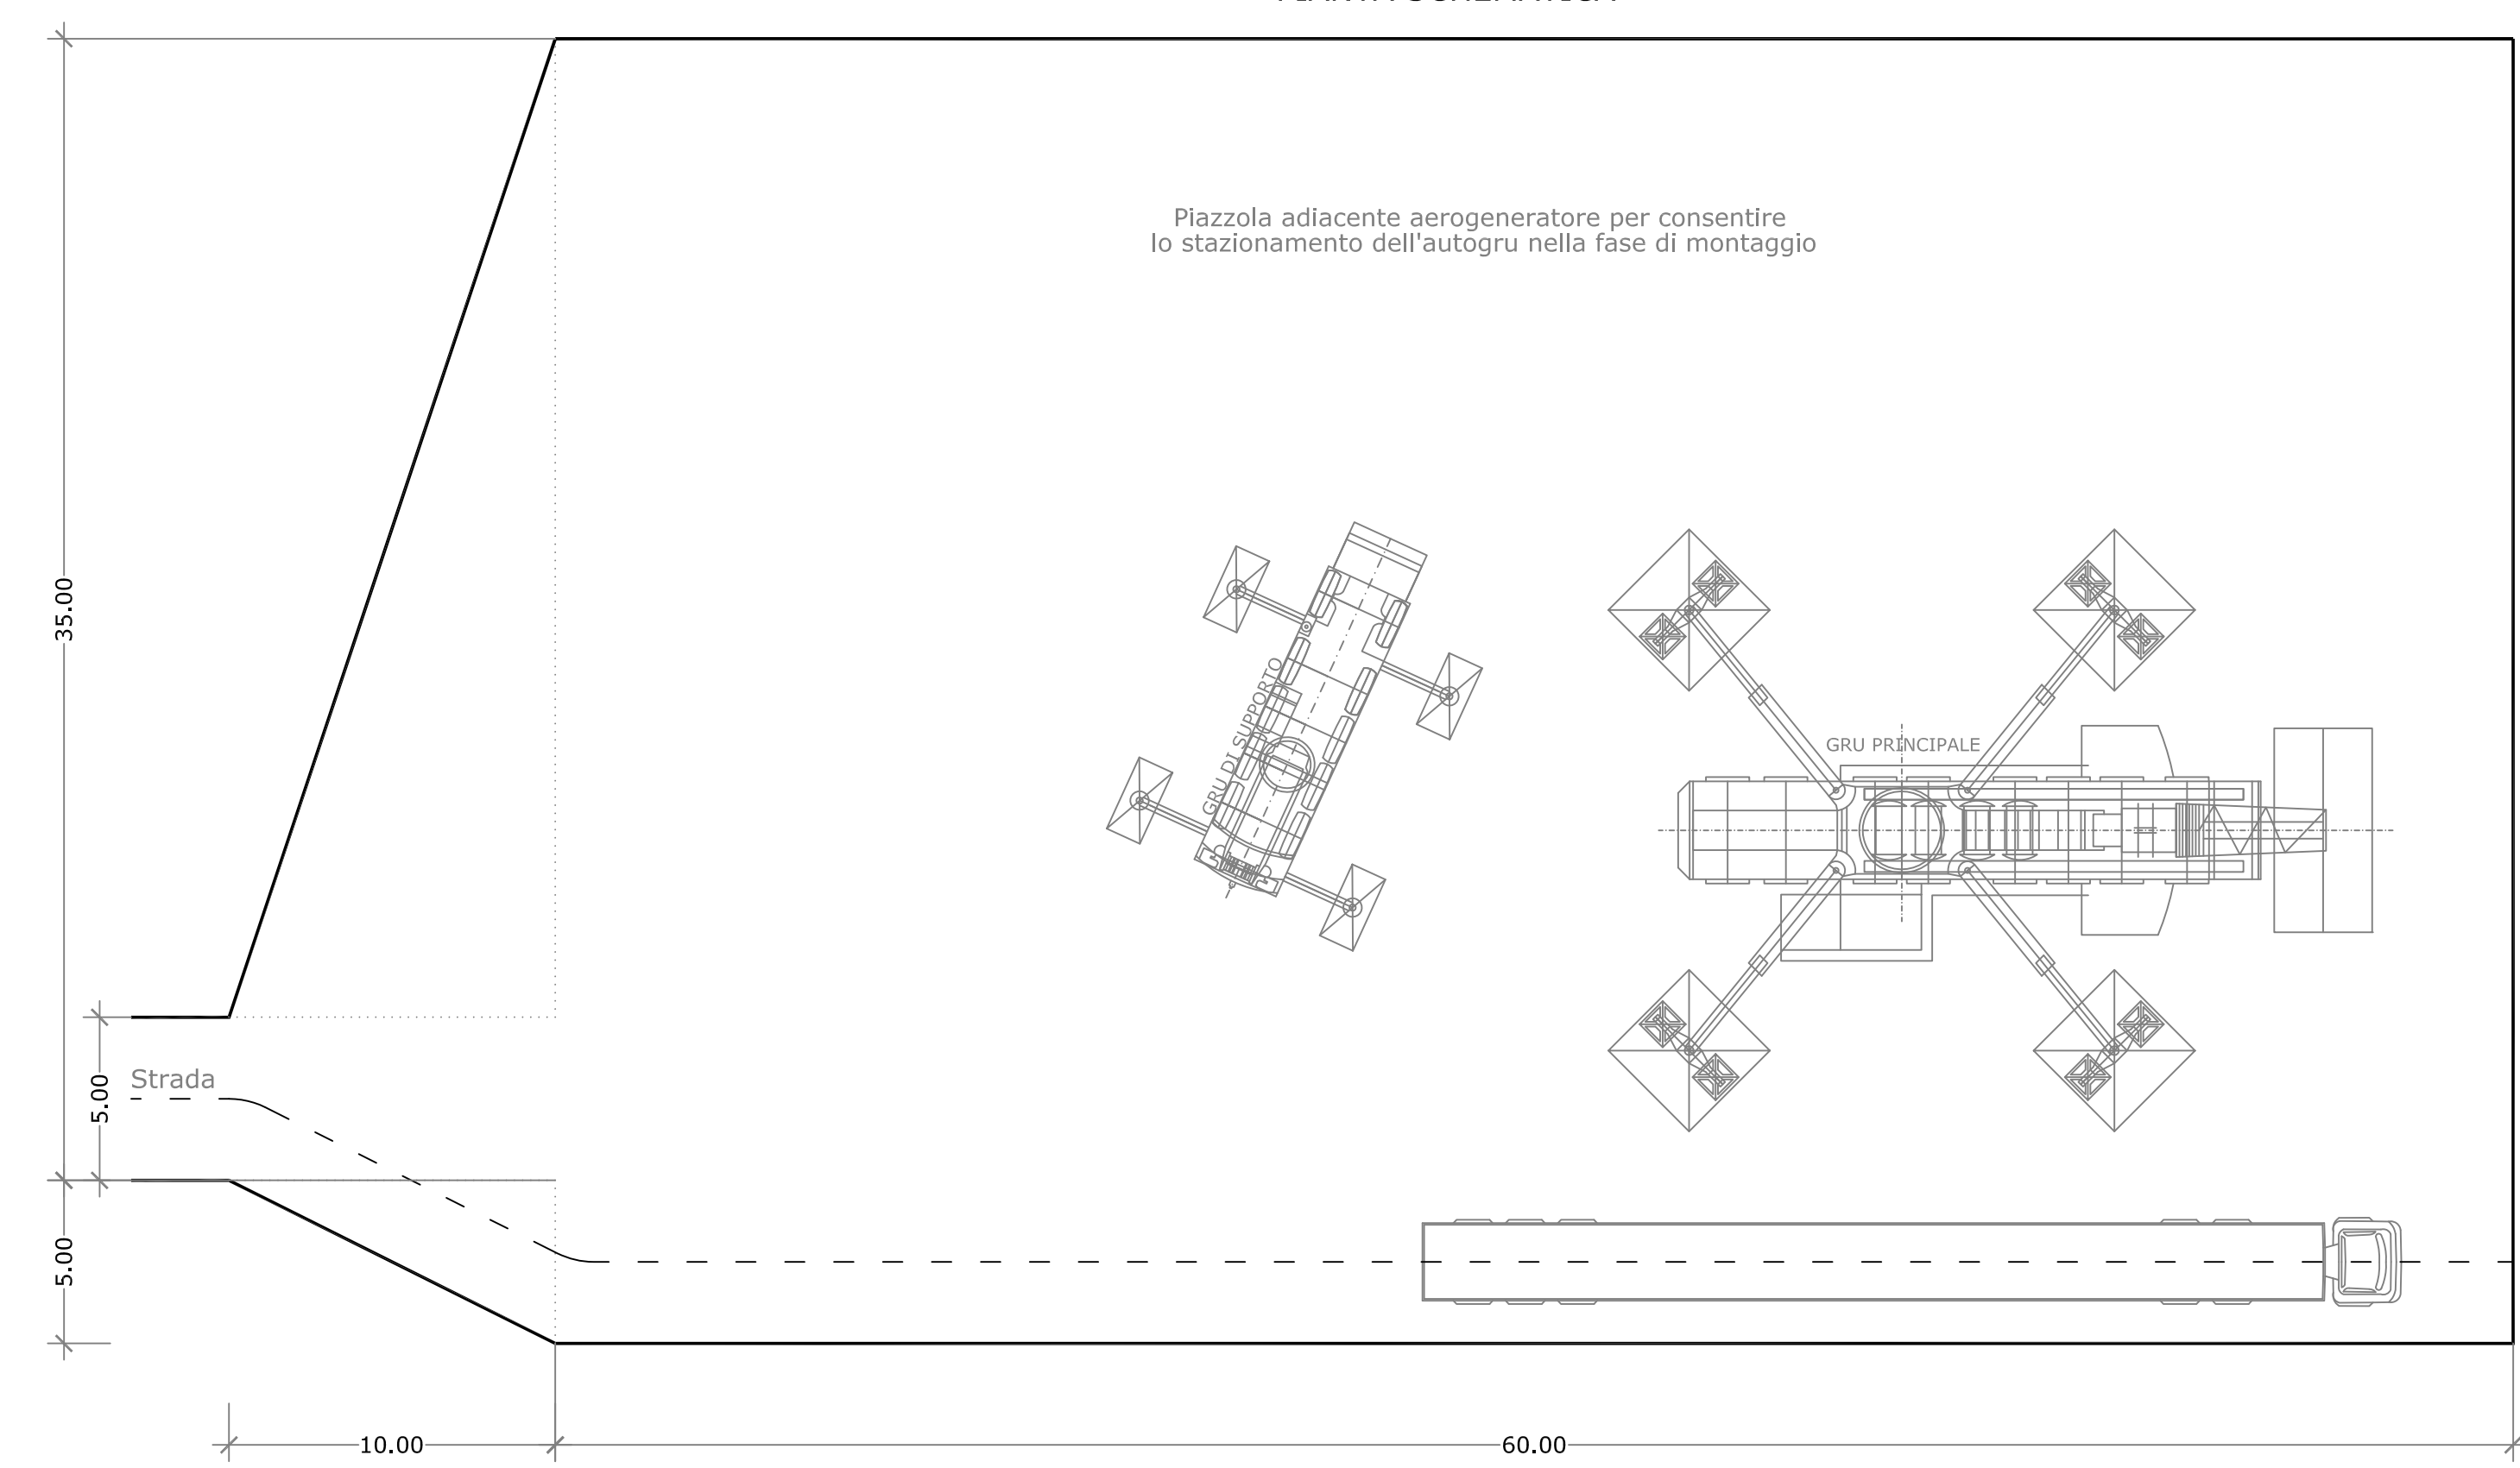 Piazzola adiacente aerogeneratore per consentire
lo stazionamento dell'autogru nella fase di montaggio
35.00
GRU DI SUPPORTO
GRU PRINCIPALE
Strada
5.00
5.00
10.00
60.00